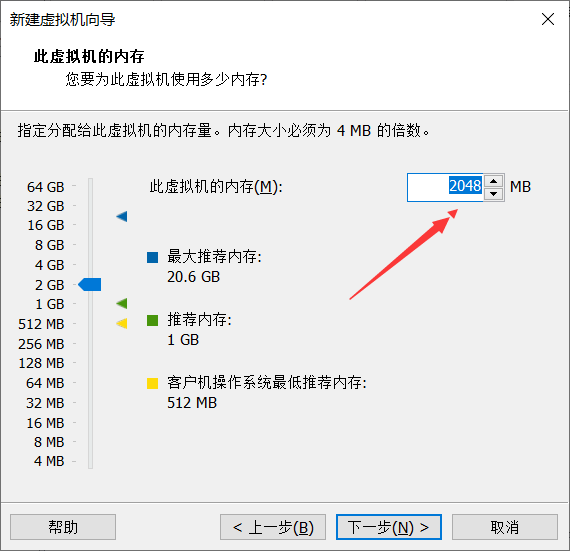 新建虚拟机向导
此虚拟机的内存
您要为此虚拟机使用多少内存?
指定分配给此虚拟机的内存量。内存大小必须为 4 MB 的倍数。
64 GB
32 GB
16 GB
8 GB
4 GB
2 GB
1 GB
512 MB
256 MB
128 MB
64 MB
32 MB
16 MB
8 MB
4 MB
此虚拟机的内存(M): 2048 MB
最大推荐内存:
20.6 GB
推荐内存:
1 GB
客户机操作系统最低推荐内存:
512 MB
帮助 < 上一步(B) 下一步(N) > 取消